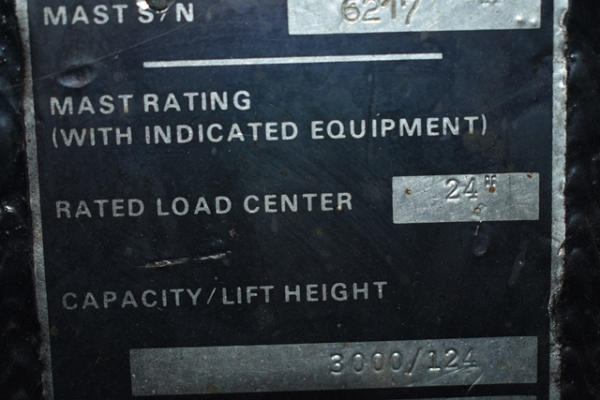 MAST S/N 6217
MAST RATING
(WITH INDICATED EQUIPMENT)
RATED LOAD CENTER 24"
CAPACITY/LIFT HEIGHT
3000/124